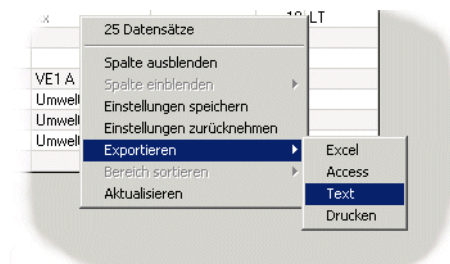 LT
25 Datensätze
Spalte ausblenden
Spalte einblenden
Einstellungen speichern
Einstellungen zurücknehmen
Exportieren
Bereich sortieren
Aktualisieren
VE1 A
Umwelt
Umwelt
Umwelt
Excel
Access
Text
Drucken